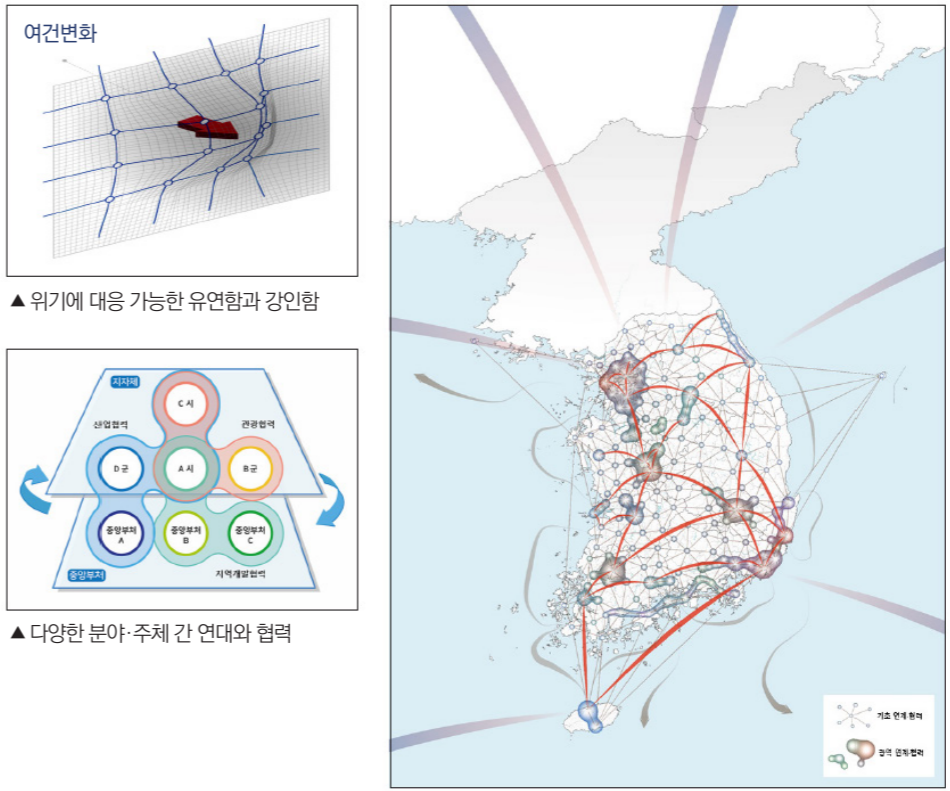 여건변화
▲ 위기에 대응 가능한 유연함과 강인함
지자체
C 시
산업협력
관광협력
D 군
A 시
B 군
중앙부처
A
중앙부처
B
중앙부처
C
중앙부처
지역개발협력
▲ 다양한 분야·주체 간 연대와 협력
기초 연계·협력
광역 연계·협력